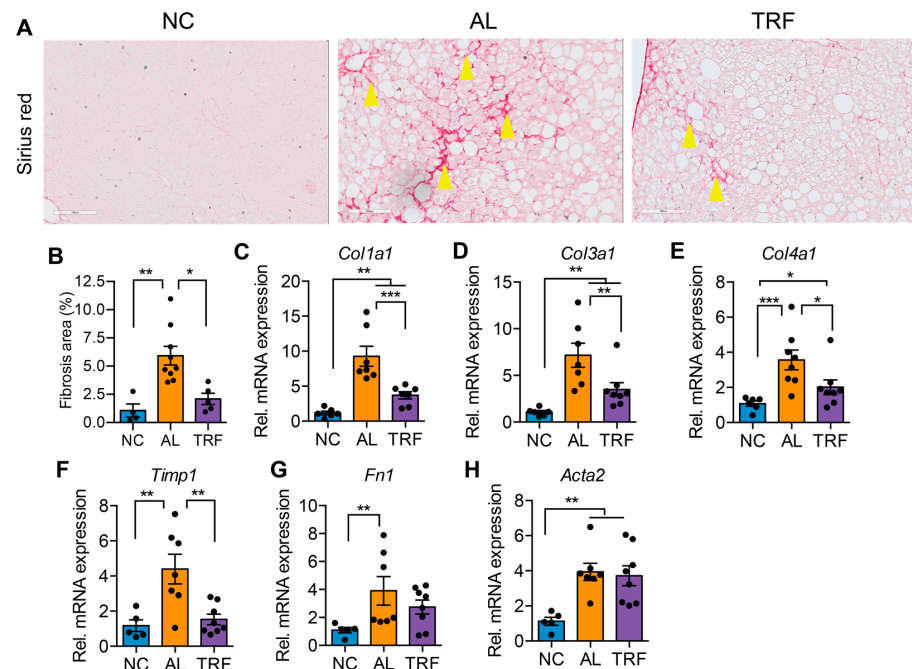 NC
AL
TRF
A
Sirius red
B
Fibrosis area (%)
12.5
10.0
7.5
5.0
2.5
0.0
**
*
NC
AL
TRF
C
Col1a1
Rel. mRNA expression
20
15
10
5
0
**
***
NC
AL
TRF
D
Col3a1
Rel. mRNA expression
15
10
5
0
**
**
NC
AL
TRF
E
Col4a1
Rel. mRNA expression
8
6
4
2
0
*
***
*
NC
AL
TRF
F
Timp1
Rel. mRNA expression
8
6
4
2
0
**
**
NC
AL
TRF
G
Fn1
Rel. mRNA expression
10
8
6
4
2
0
**
NC
AL
TRF
H
Acta2
Rel. mRNA expression
8
6
4
2
0
**
NC
AL
TRF